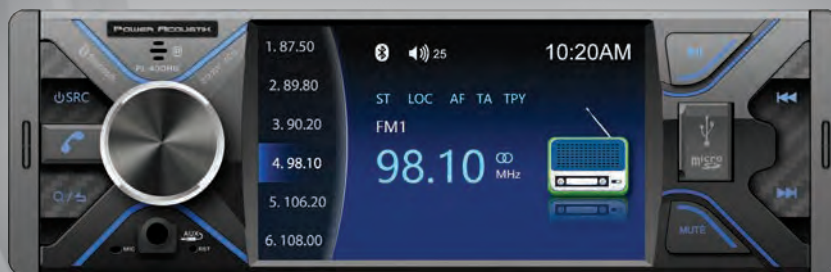 POWER ACOUSTIK
PL-430HB
SRC
AUX
MIC
RST
1. 87.50
2. 89.80
3. 90.20
4. 98.10
5. 106.20
6. 108.00
25
10:20AM
ST LOC AF TA TPY
FM1
98.10 MHz
micro
MUTE